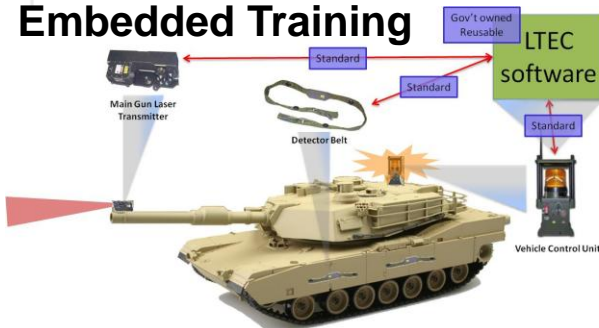 Embedded Training
Gov't owned
Reusable
LTEC
software
Standard
Standard
Standard
Main Gun Laser
Transmitter
Detector Belt
Vehicle Control Unit